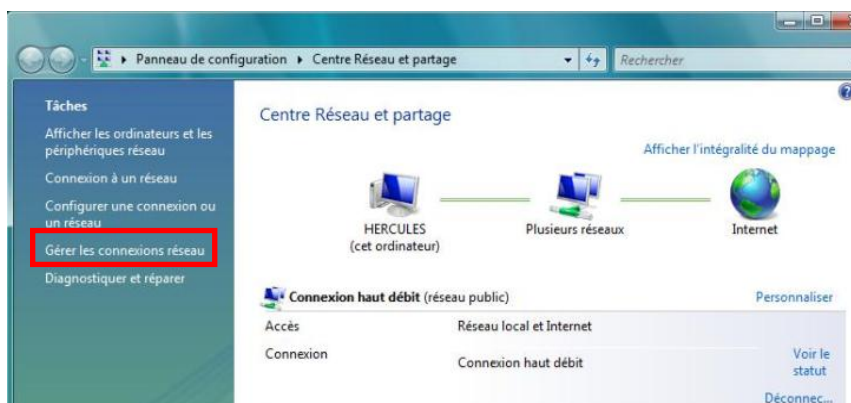 Panneau de configuration ▸ Centre Réseau et partage
Rechercher
Tâches
Afficher les ordinateurs et les
périphériques réseau
Connexion à un réseau
Configurer une connexion ou
un réseau
Gérer les connexions réseau
Diagnostiquer et réparer
Centre Réseau et partage
Afficher l'intégralité du mappage
HERCULES
(cet ordinateur)
Plusieurs réseaux
Internet
Connexion haut débit (réseau public)
Personnaliser
Accès
Réseau local et Internet
Connexion
Connexion haut débit
Voir le
statut
Déconnec...